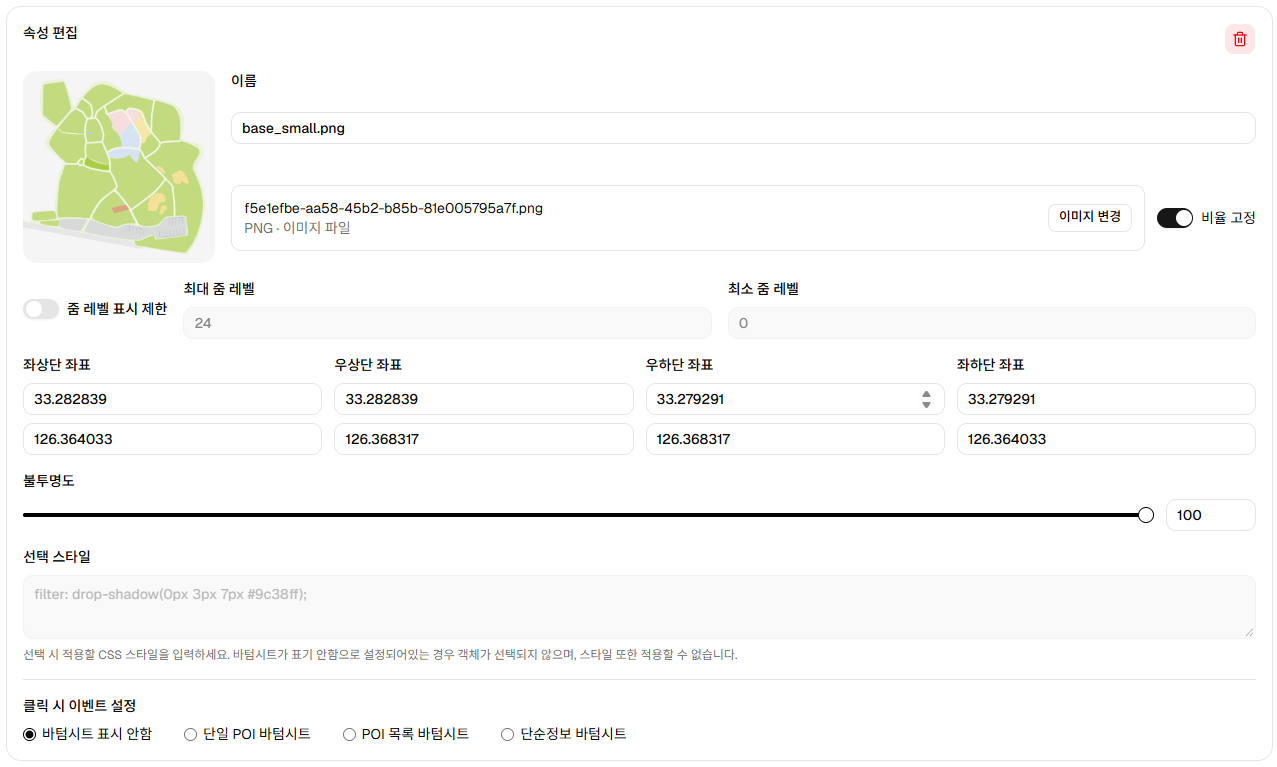 속성 편집
이름
base_small.png
f5e1efbe-aa58-45b2-b85b-81e005795a7f.png
PNG · 이미지 파일
이미지 변경
비율 고정
줌 레벨 표시 제한
최대 줌 레벨
24
최소 줌 레벨
0
좌상단 좌표 우상단 좌표 우하단 좌표 좌하단 좌표
33.282839 33.282839 33.279291 33.279291
126.364033 126.368317 126.368317 126.364033
불투명도
100
선택 스타일
filter: drop-shadow(0px 3px 7px #9c38ff);
선택 시 적용할 CSS 스타일을 입력하세요. 바텀시트가 표기 안함으로 설정되어있는 경우 객체가 선택되지 않으며, 스타일 또한 적용할 수 없습니다.
클릭 시 이벤트 설정
바텀시트 표시 안함 단일 POI 바텀시트 POI 목록 바텀시트 단순정보 바텀시트